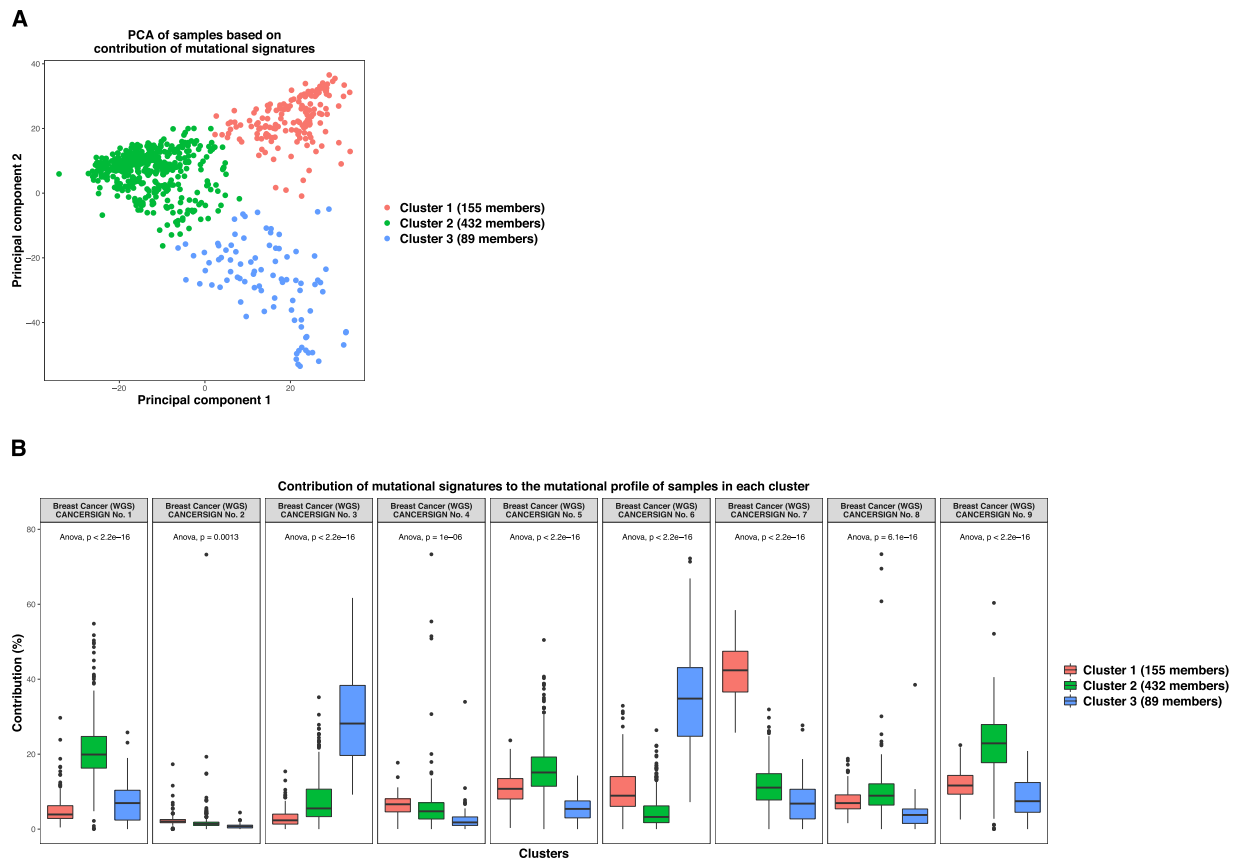 A
PCA of samples based on
contribution of mutational signatures
40
20
0
−20
−40
Principal component 2
−20 0 20
Principal component 1
Cluster 1 (155 members)
Cluster 2 (432 members)
Cluster 3 (89 members)
B
Contribution of mutational signatures to the mutational profile of samples in each cluster
Breast Cancer (WGS) Breast Cancer (WGS) Breast Cancer (WGS) Breast Cancer (WGS) Breast Cancer (WGS) Breast Cancer (WGS) Breast Cancer (WGS) Breast Cancer (WGS) Breast Cancer (WGS)
CANCERSIGN No. 1 CANCERSIGN No. 2 CANCERSIGN No. 3 CANCERSIGN No. 4 CANCERSIGN No. 5 CANCERSIGN No. 6 CANCERSIGN No. 7 CANCERSIGN No. 8 CANCERSIGN No. 9
Anova, p < 2.2e−16 Anova, p = 0.0013 Anova, p < 2.2e−16 Anova, p = 1e−06 Anova, p < 2.2e−16 Anova, p < 2.2e−16 Anova, p < 2.2e−16 Anova, p = 6.1e−16 Anova, p < 2.2e−16
80
60
40
20
0
Contribution (%)
Clusters
Cluster 1 (155 members)
Cluster 2 (432 members)
Cluster 3 (89 members)